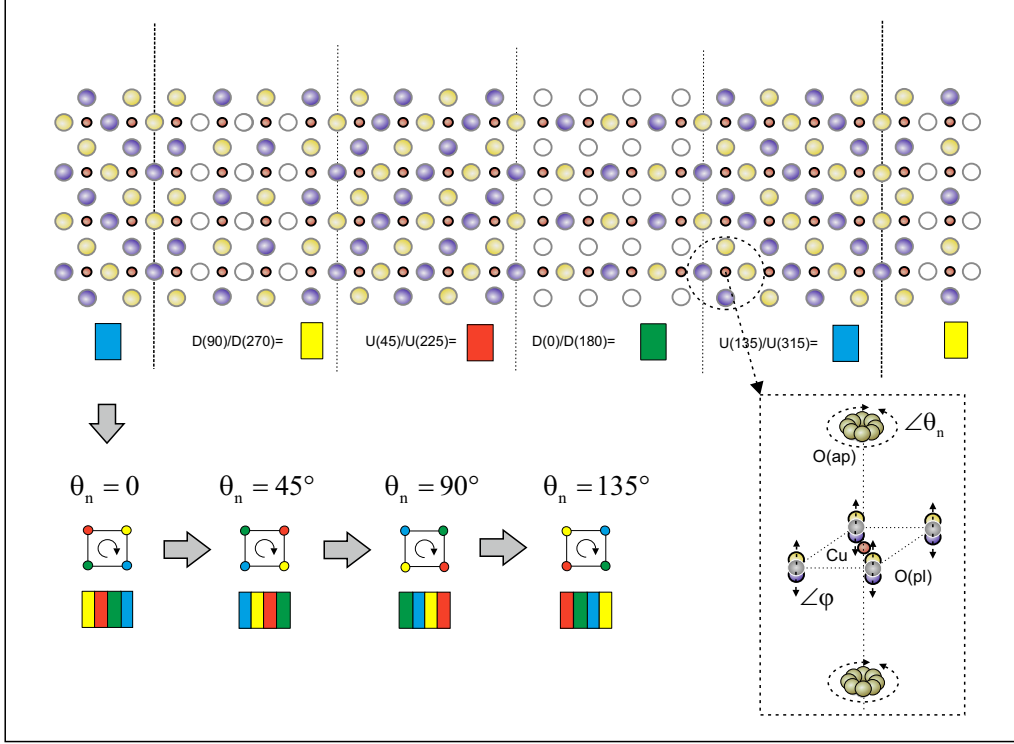 D(90)/D(270)= U(45)/U(225)= D(0)/D(180)= U(135)/U(315)=
∠θₙ
O(ap)
θₙ = 0 θₙ = 45° θₙ = 90° θₙ = 135°
Cu
O(pl)
∠φ